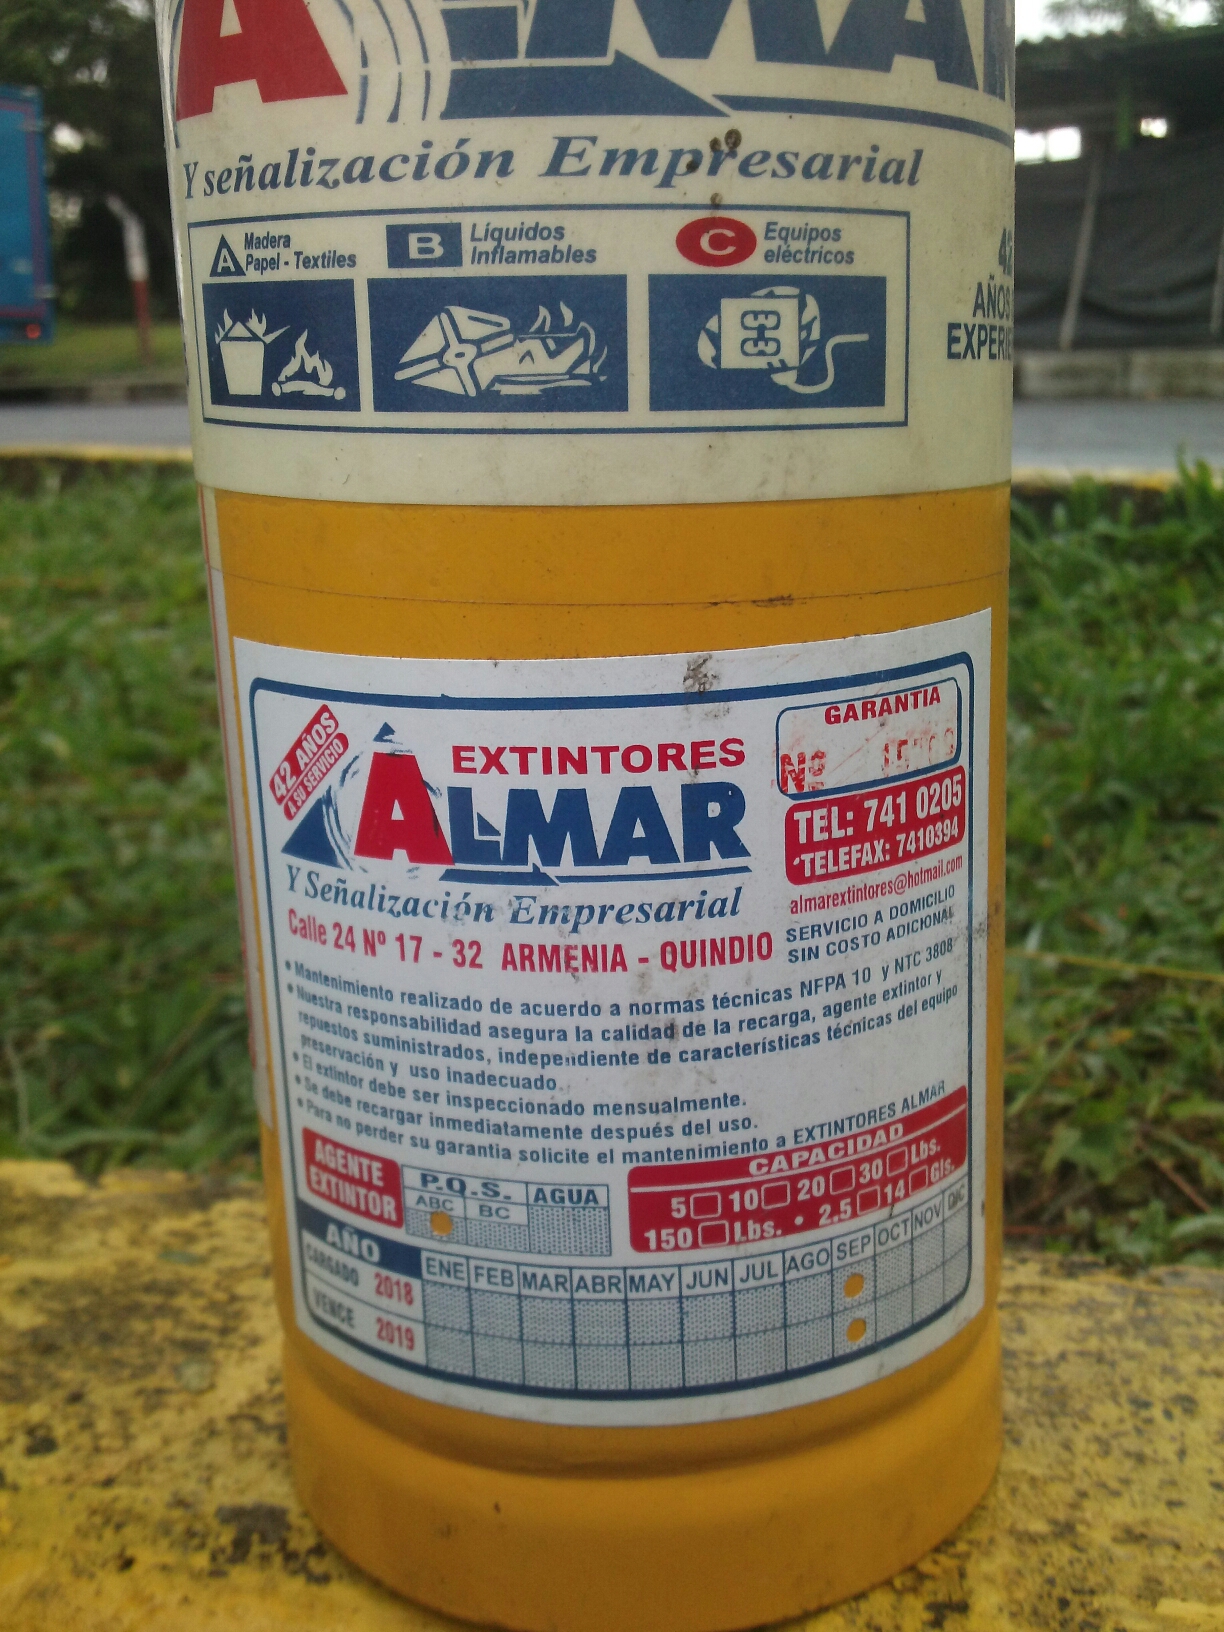 ALMAR
Y señalización Empresarial
A Madera
Papel - Textiles
B Líquidos
Inflamables
C Equipos
eléctricos
AÑOS
42 AÑOS
A SU SERVICIO
EXTINTORES
ALMAR
Y Señalización Empresarial
Calle 24 Nº 17 - 32 ARMENIA - QUINDIO
GARANTIA
Nº
TEL: 741 0205
TELEFAX: 7410394
almarextintores@hotmail.com
SERVICIO A DOMICILIO
SIN COSTO ADICIONAL
• Mantenimiento realizado de acuerdo a normas técnicas NFPA 10 y NTC 3808
• Nuestra responsabilidad asegura la calidad de la recarga, agente extintor y
repuestos suministrados, independiente de características técnicas del equipo
preservación y uso inadecuado.
• El extintor debe ser inspeccionado mensualmente.
• Se debe recargar inmediatamente después del uso.
• Para no perder su garantia solicite el mantenimiento a EXTINTORES ALMAR
AGENTE
EXTINTOR
P.Q.S. AGUA
ABC BC
CAPACIDAD
5 10 20 30 Lbs.
150 Lbs. • 2.5 14 Gls.
AÑO ENE FEB MAR ABR MAY JUN JUL AGO SEP OCT NOV DIC
CARGADO 2018
VENCE 2019